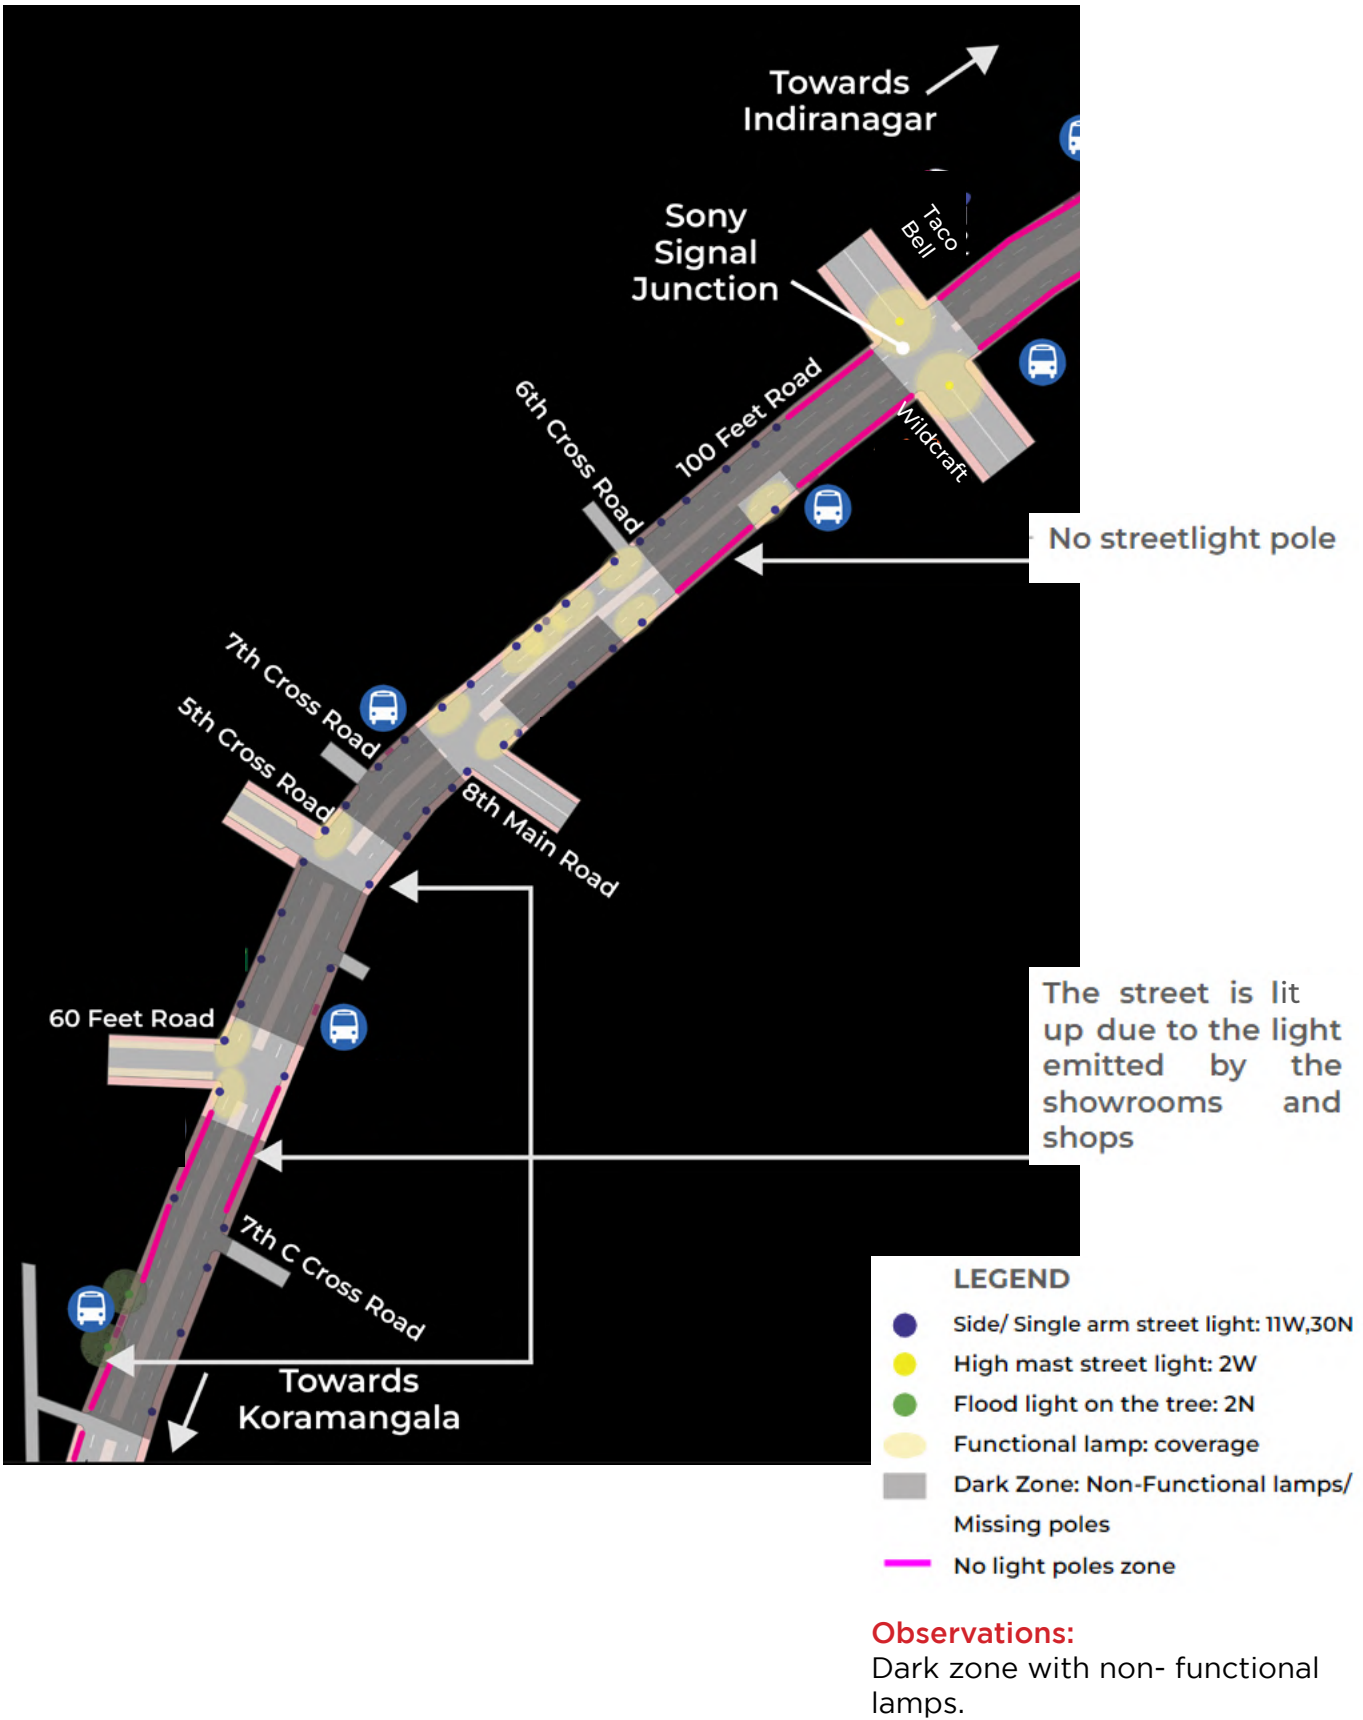 Towards
Indiranagar
Taco
Bell
Sony
Signal
Junction
100 Feet Road
6th Cross Road
Wildcraft
No streetlight pole
7th Cross Road
5th Cross Road
8th Main Road
The street is lit
up due to the light
emitted by the
showrooms and
shops
60 Feet Road
7th C Cross Road
Towards
Koramangala
LEGEND
Side/ Single arm street light: 11W,30N
High mast street light: 2W
Flood light on the tree: 2N
Functional lamp: coverage
Dark Zone: Non-Functional lamps/
Missing poles
No light poles zone
Observations:
Dark zone with non- functional
lamps.